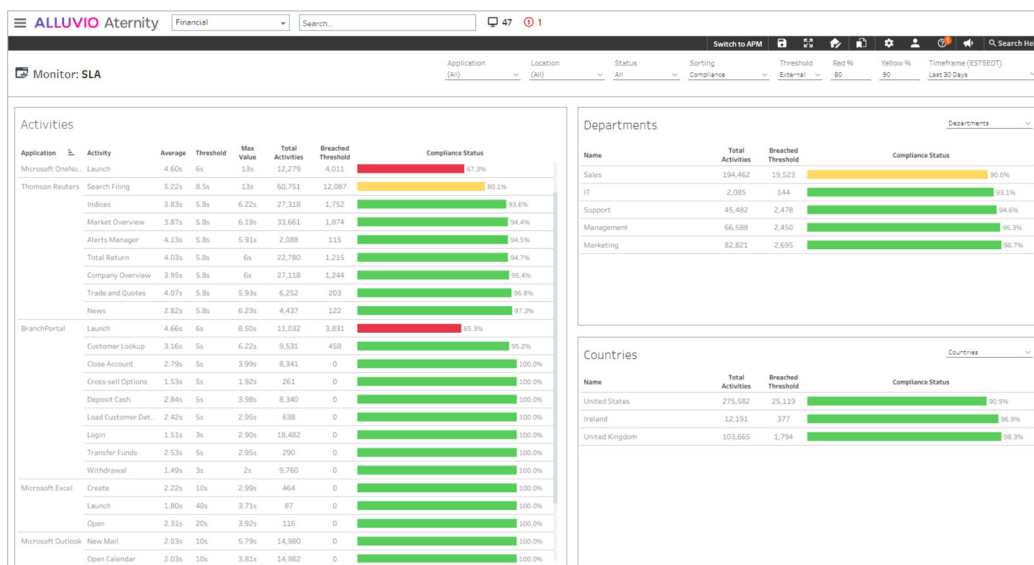 ALLUVIO Aternity Financial Search... 47 1
Switch to APM Search He
Monitor: SLA
Application Location Status Sorting Threshold Red % Yellow % Timeframe (ESTSEDT)
(All) (All) All Compliance External 80 90 Last 30 Days
Activities
Application Activity Average Threshold Max Value Total Activities Breached Threshold Compliance Status
Microsoft OneNo.. Launch 4.60s 6s 13s 12,279 4,011 67.3%
Thomson Reuters Search Filing 5.22s 8.5s 13s 60,751 12,087 80.1%
Indices 3.83s 5.8s 6.22s 27,318 1,752 93.6%
Market Overview 3.87s 5.8s 6.19s 33,661 1,874 94.4%
Alerts Manager 4.13s 5.8s 5.91s 2,088 115 94.5%
Total Return 4.03s 5.8s 6s 22,780 1,215 94.7%
Company Overview 3.95s 5.8s 6s 27,118 1,244 95.4%
Trade and Quotes 4.07s 5.8s 5.93s 6,252 203 96.8%
News 2.82s 5.8s 6.23s 4,437 122 97.3%
BranchPortal Launch 4.66s 6s 8.50s 11,032 3,831 65.3%
Customer Lookup 3.16s 5s 6.22s 9,531 458 95.2%
Close Account 2.79s 5s 3.99s 8,341 0 100.0%
Cross-sell Options 1.53s 5s 1.92s 261 0 100.0%
Deposit Cash 2.84s 5s 3.98s 8,340 0 100.0%
Load Customer Det.. 2.42s 5s 2.95s 638 0 100.0%
Login 1.51s 3s 2.90s 18,482 0 100.0%
Transfer Funds 2.53s 5s 2.95s 290 0 100.0%
Withdrawal 1.49s 3s 2s 9,760 0 100.0%
Microsoft Excel Create 2.22s 10s 2.99s 464 0 100.0%
Launch 1.80s 40s 3.71s 87 0 100.0%
Open 2.31s 20s 3.92s 116 0 100.0%
Microsoft Outlook New Mail 2.03s 10s 5.79s 14,980 0 100.0%
Open Calendar 2.03s 10s 3.81s 14,982 0 100.0%
Departments Departments
Name Total Activities Breached Threshold Compliance Status
Sales 194,462 19,523 90.0%
IT 2,085 144 93.1%
Support 45,482 2,478 94.6%
Management 66,588 2,450 96.3%
Marketing 82,821 2,695 96.7%
Countries Countries
Name Total Activities Breached Threshold Compliance Status
United States 275,582 25,119 90.9%
Ireland 12,191 377 96.9%
United Kingdom 103,665 1,794 98.3%